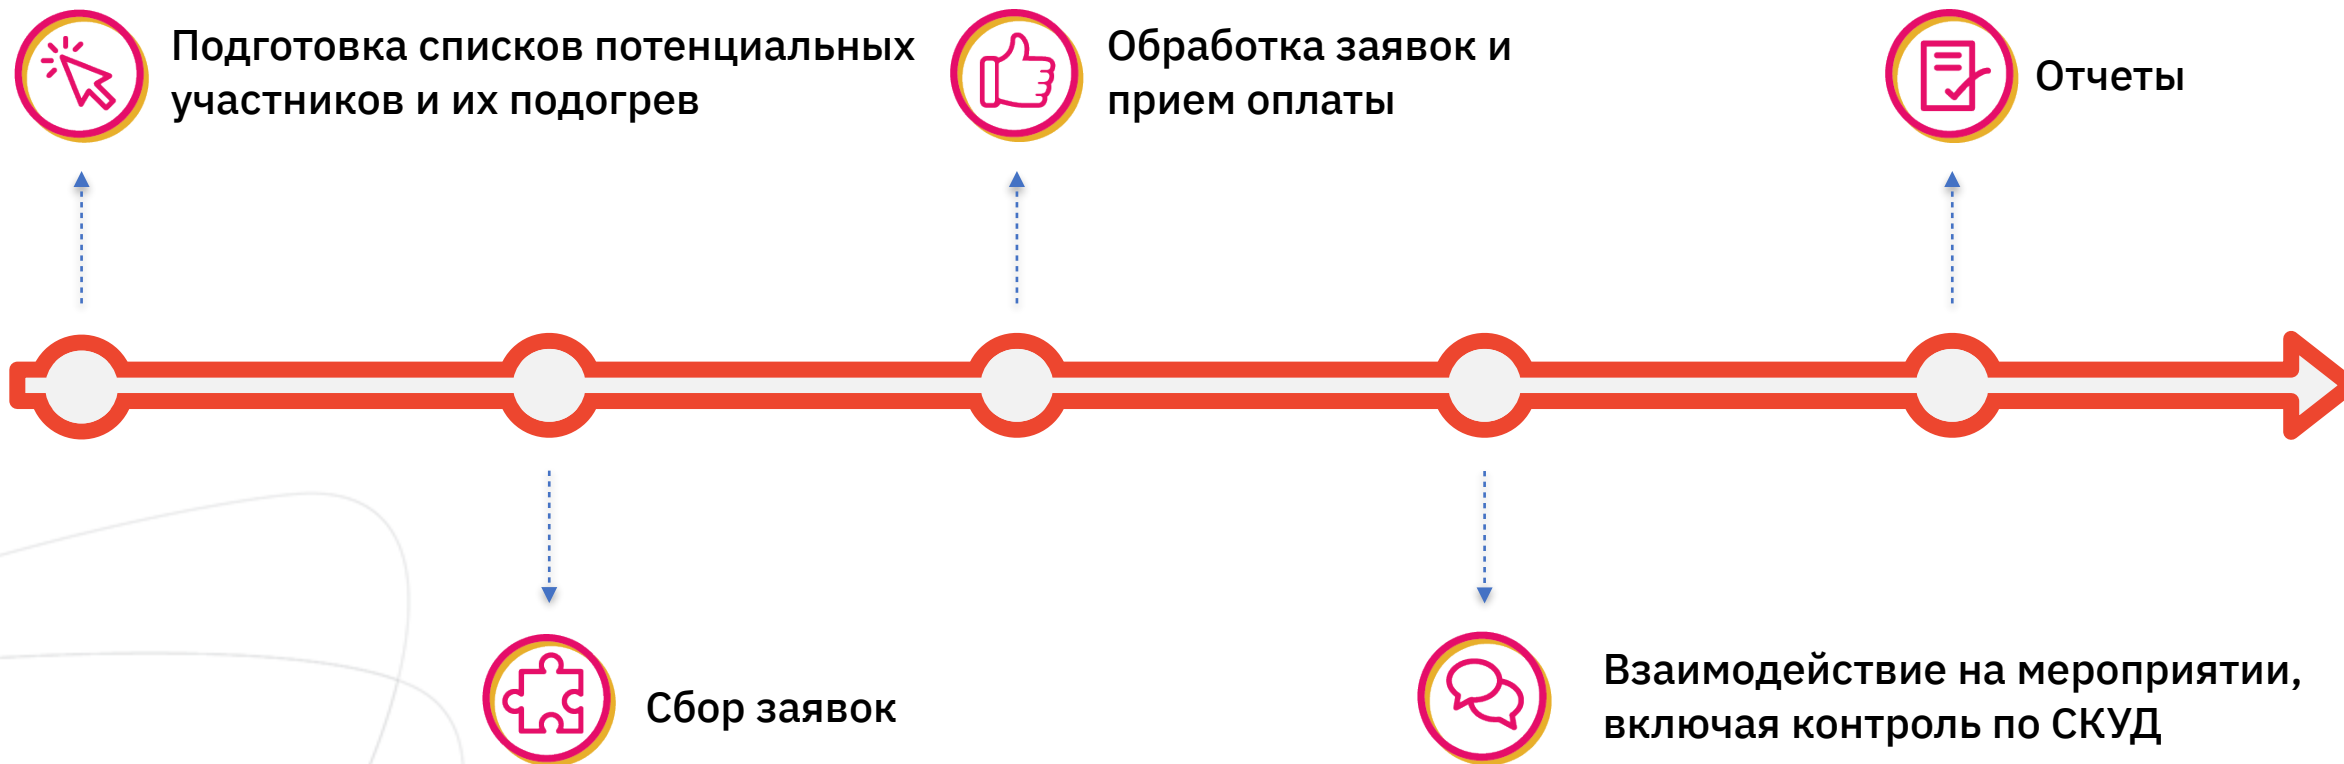 Подготовка списков потенциальных
участников и их подогрев
Обработка заявок и
прием оплаты
Отчеты
Сбор заявок
Взаимодействие на мероприятии,
включая контроль по СКУД